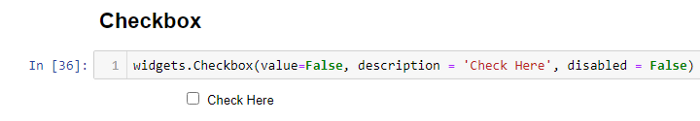 Checkbox
In [36]: 1 widgets.Checkbox(value=False, description = 'Check Here', disabled = False)
Check Here